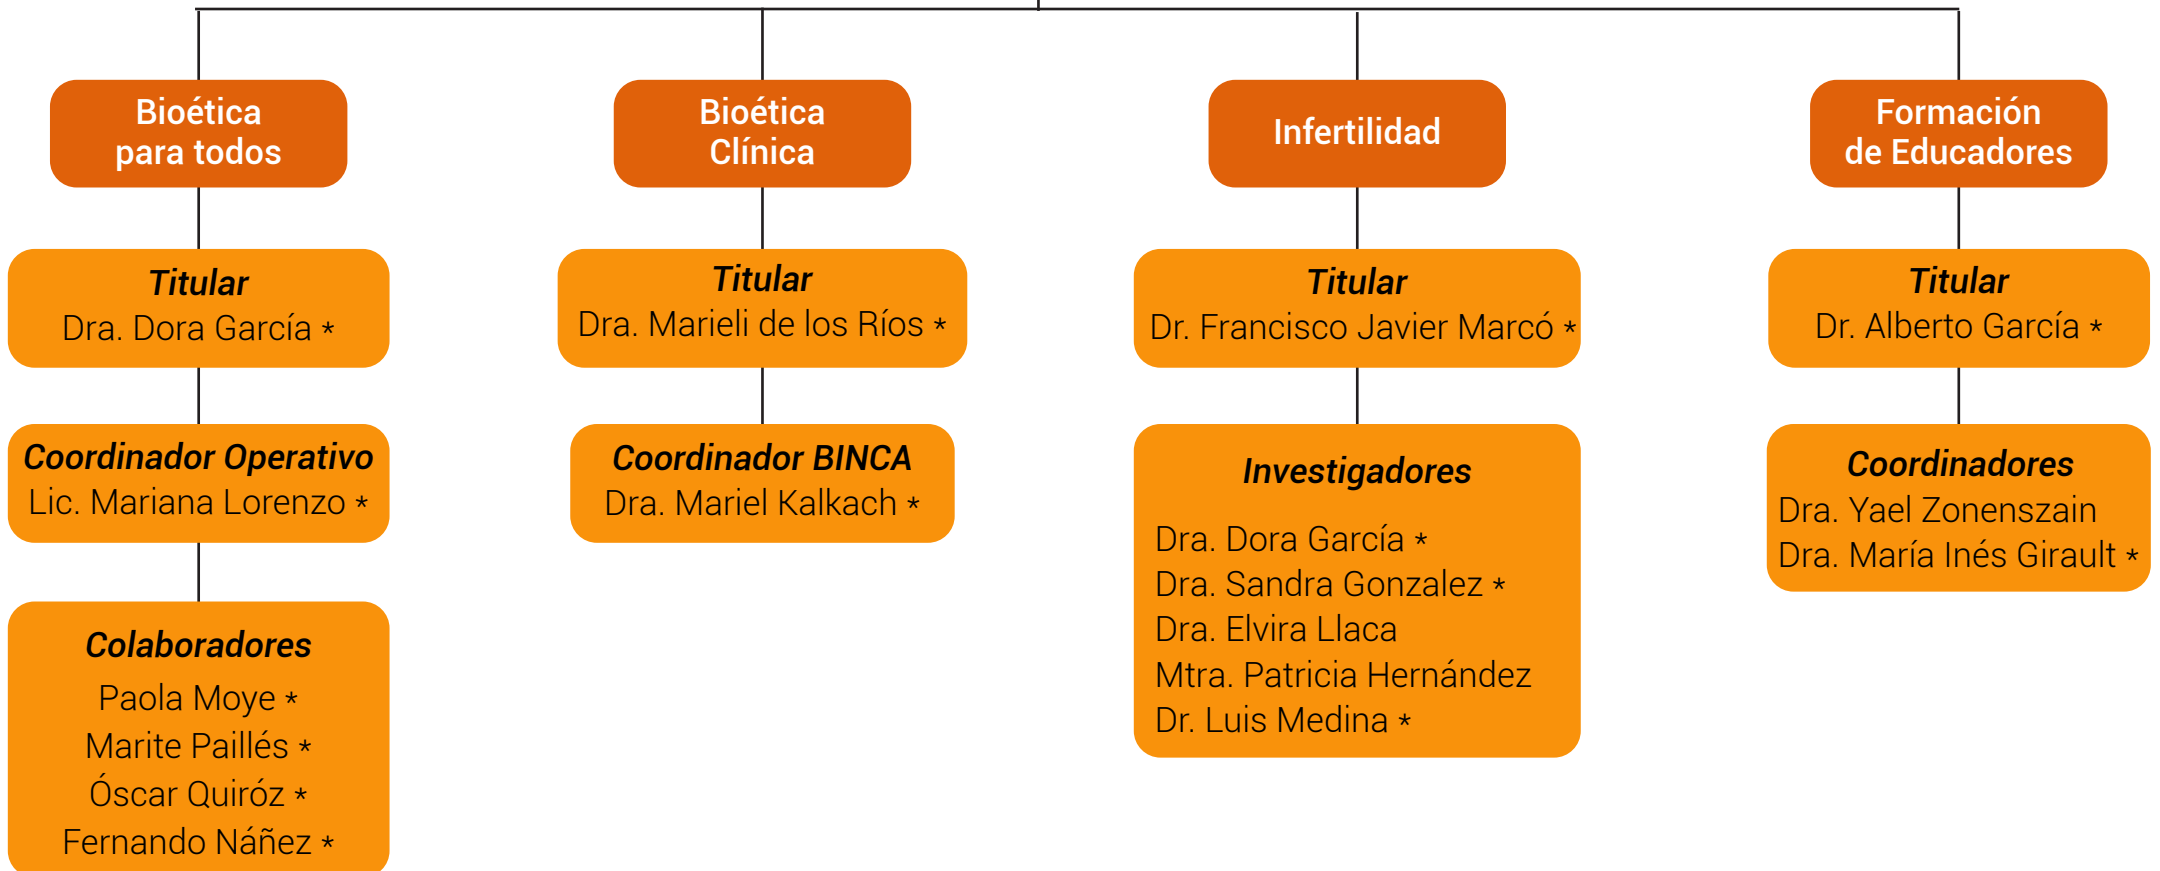 Bioética
para todos
Titular
Dra. Dora García *
Coordinador Operativo
Lic. Mariana Lorenzo *
Colaboradores
Paola Moye *
Marite Paillés *
Óscar Quiróz *
Fernando Náñez *
Bioética
Clínica
Titular
Dra. Marieli de los Ríos *
Coordinador BINCA
Dra. Mariel Kalkach *
Infertilidad
Titular
Dr. Francisco Javier Marcó *
Investigadores
Dra. Dora García *
Dra. Sandra Gonzalez *
Dra. Elvira Llaca
Mtra. Patricia Hernández
Dr. Luis Medina *
Formación
de Educadores
Titular
Dr. Alberto García *
Coordinadores
Dra. Yael Zonenszain
Dra. María Inés Girault *